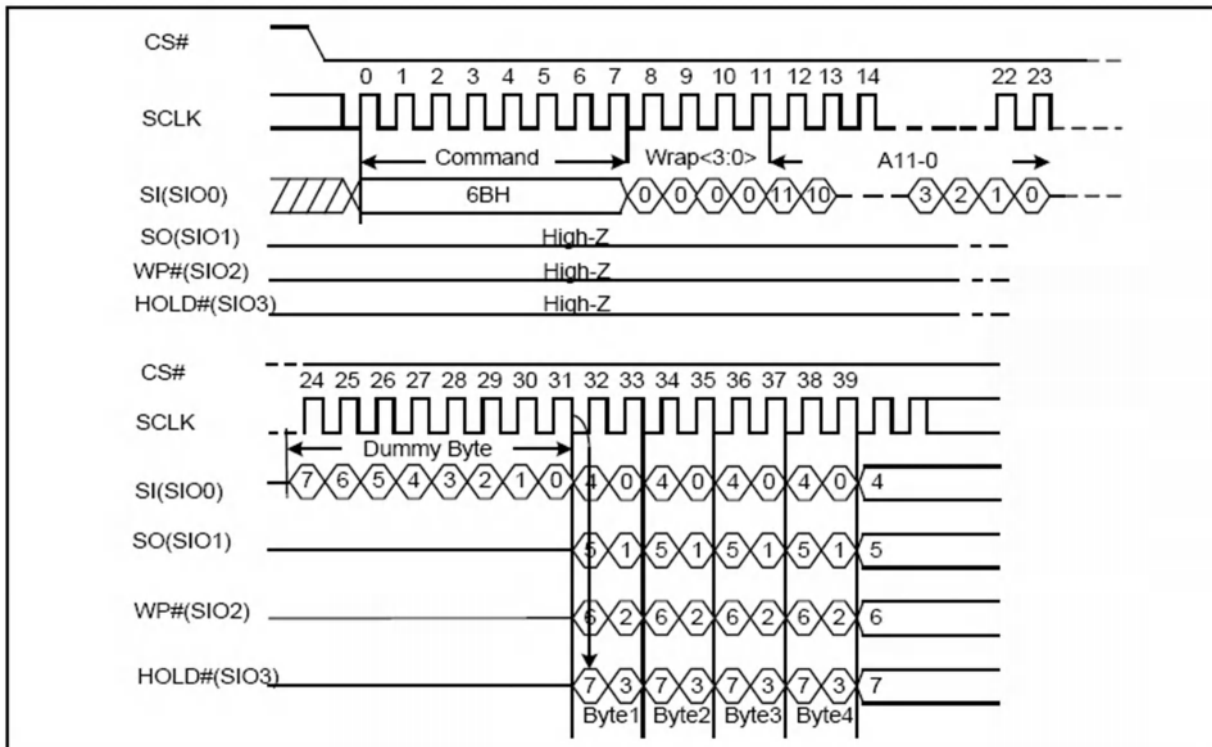 CS#
0 1 2 3 4 5 6 7 8 9 10 11 12 13 14 22 23
SCLK
Command Wrap<3:0> A11-0
SI(SIO0) 6BH 0 0 0 0 11 10 3 2 1 0
SO(SIO1) High-Z
WP#(SIO2) High-Z
HOLD#(SIO3) High-Z
CS#
24 25 26 27 28 29 30 31 32 33 34 35 36 37 38 39
SCLK
Dummy Byte
SI(SIO0) 7 6 5 4 3 2 1 0 4 0 4 0 4 0 4 0 4
SO(SIO1) 5 1 5 1 5 1 5 1 5
WP#(SIO2) 6 2 6 2 6 2 6 2 6
HOLD#(SIO3) 7 3 7 3 7 3 7 3 7
Byte1 Byte2 Byte3 Byte4